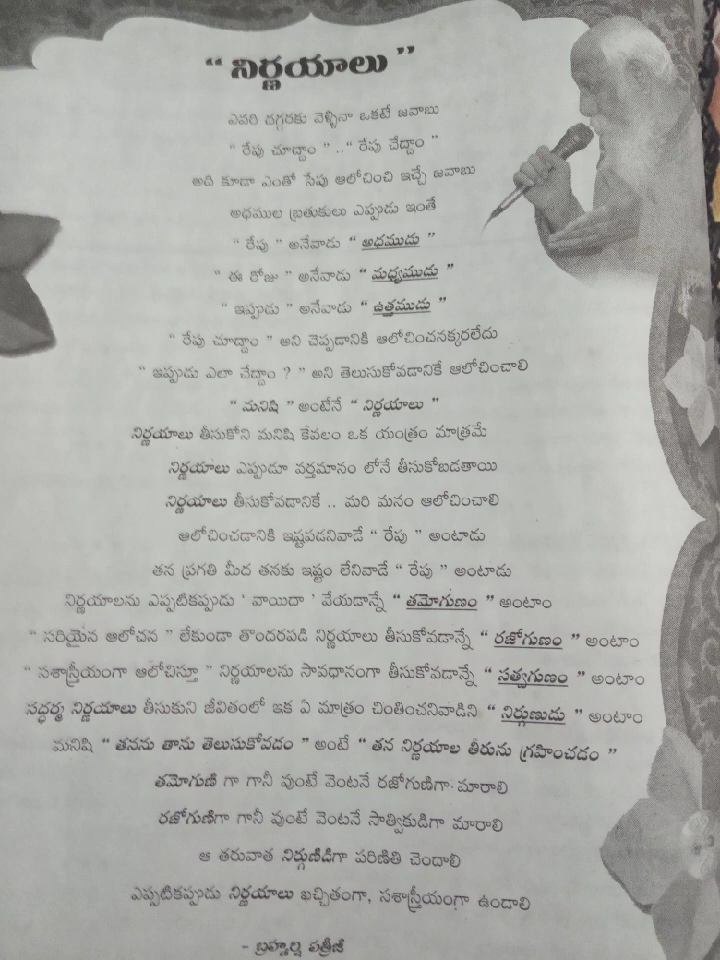 “ నిర్ణయాలు ”
ఎవరి దగ్గరకు వెళ్ళినా ఒకటే జవాబు
“ రేపు చూద్దాం ” .. “ రేపు చేద్దాం ”
అది కూడా ఎంతో సేపు ఆలోచించి ఇచ్చే జవాబు
అధముల బ్రతుకులు ఎప్పుడు ఇంతే
“ రేపు ” అనేవాడు “ అధముడు ”
“ ఈ రోజు ” అనేవాడు “ మధ్యముడు ”
“ ఇప్పుడు ” అనేవాడు “ ఉత్తముడు ”
“ రేపు చూద్దాం ” అని చెప్పడానికి ఆలోచించనక్కరలేదు
“ ఇప్పుడు ఎలా చేద్దాం ? ” అని తెలుసుకోవడానికే ఆలోచించాలి
“ మనిషి ” అంటేనే “ నిర్ణయాలు ”
నిర్ణయాలు తీసుకోని మనిషి కేవలం ఒక యంత్రం మాత్రమే
నిర్ణయాలు ఎప్పుడూ వర్తమానం లోనే తీసుకోబడతాయి
నిర్ణయాలు తీసుకోవడానికే .. మరి మనం ఆలోచించాలి
ఆలోచించడానికి ఇష్టపడనివాడే “ రేపు ” అంటాడు
తన ప్రగతి మీద తనకు ఇష్టం లేనివాడే “ రేపు ” అంటాడు
నిర్ణయాలను ఎప్పటికప్పుడు ‘ వాయిదా ’ వేయడాన్నే “ తమోగుణం ” అంటాం
“ సరియైన ఆలోచన ” లేకుండా తొందరపడి నిర్ణయాలు తీసుకోవడాన్నే “ రజోగుణం ” అంటాం
“ సశాస్త్రీయంగా ఆలోచిస్తూ ” నిర్ణయాలను సావధానంగా తీసుకోవడాన్నే “ సత్వగుణం ” అంటాం
సద్ధర్మ నిర్ణయాలు తీసుకుని జీవితంలో ఇక ఏ మాత్రం చింతించనివాడిని “ నిర్గుణుడు ” అంటాం
మనిషి “ తనను తాను తెలుసుకోవడం ” అంటే “ తన నిర్ణయాల తీరును గ్రహించడం ”
తమోగుణి గా గానీ వుంటే వెంటనే రజోగుణిగా మారాలి
రజోగుణిగా గానీ వుంటే వెంటనే సాత్వికుడిగా మారాలి
ఆ తరువాత నిర్గుణిడిగా పరిణితి చెందాలి
ఎప్పటికప్పుడు నిర్ణయాలు ఖచ్చితంగా, సశాస్త్రీయంగా ఉండాలి
- బ్రహ్మర్షి పత్రీజీ